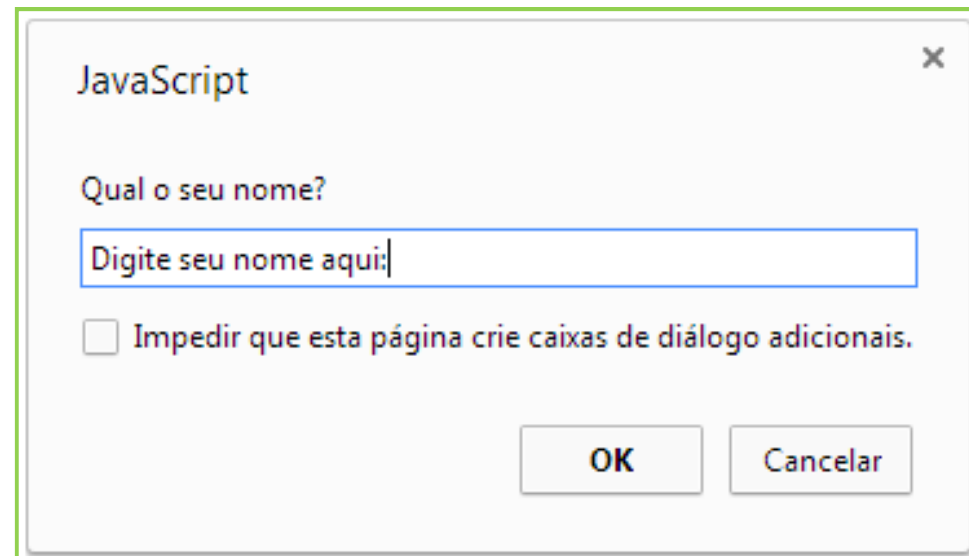 JavaScript
Qual o seu nome?
Digite seu nome aqui:
Impedir que esta página crie caixas de diálogo adicionais.
OK Cancelar